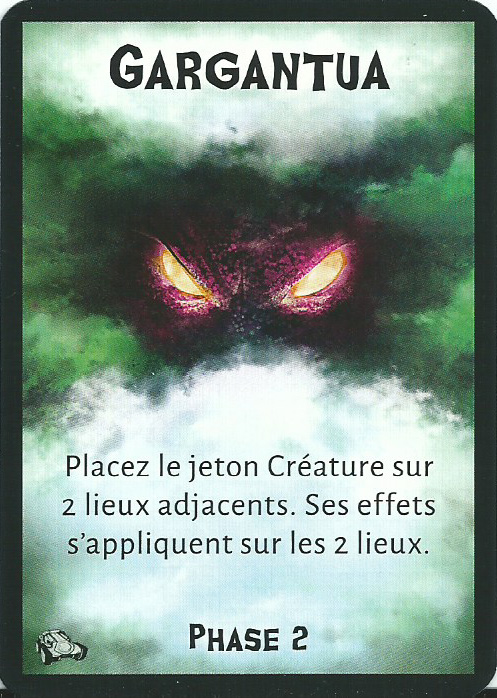 Gargantua
Placez le jeton Créature sur
2 lieux adjacents. Ses effets
s'appliquent sur les 2 lieux.
Phase 2